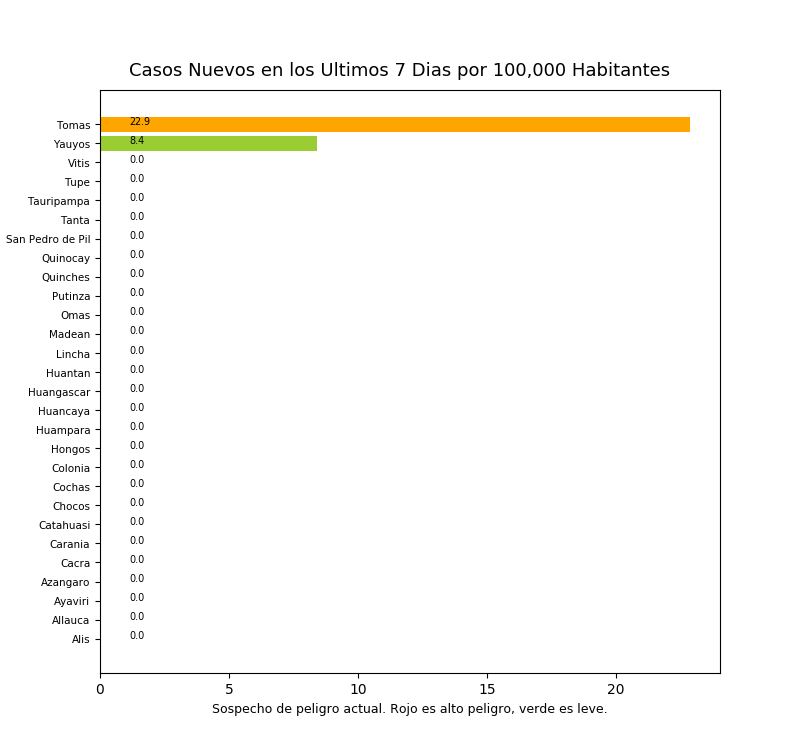 Casos Nuevos en los Ultimos 7 Dias por 100,000 Habitantes
Tomas 22.9
Yauyos 8.4
Vitis 0.0
Tupe 0.0
Tauripampa 0.0
Tanta 0.0
San Pedro de Pil 0.0
Quinocay 0.0
Quinches 0.0
Putinza 0.0
Omas 0.0
Madean 0.0
Lincha 0.0
Huantan 0.0
Huangascar 0.0
Huancaya 0.0
Huampara 0.0
Hongos 0.0
Colonia 0.0
Cochas 0.0
Chocos 0.0
Catahuasi 0.0
Carania 0.0
Cacra 0.0
Azangaro 0.0
Ayaviri 0.0
Allauca 0.0
Alis 0.0
0 5 10 15 20
Sospecho de peligro actual. Rojo es alto peligro, verde es leve.